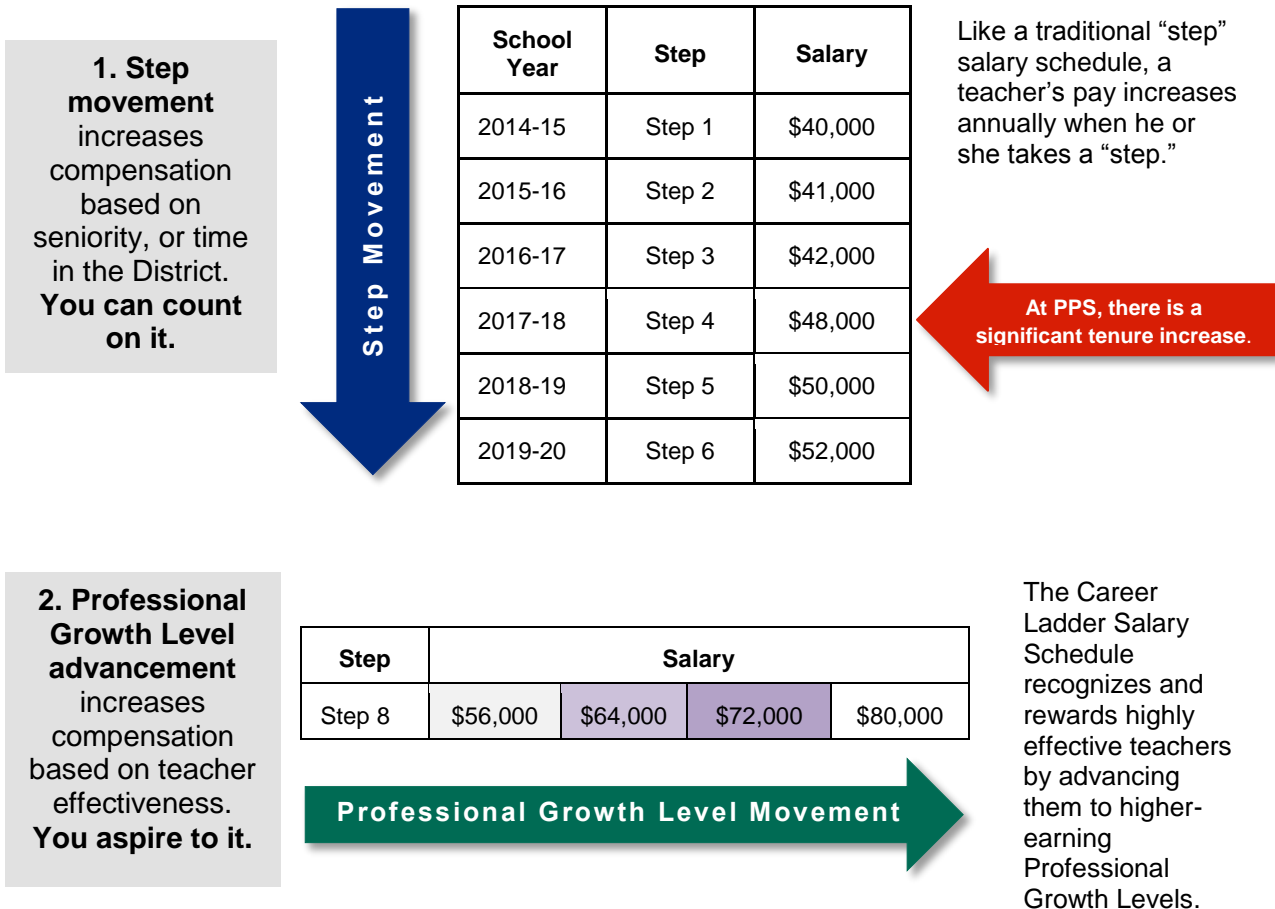 1. Step
movement
increases
compensation
based on
seniority, or time
in the District.
You can count
on it.
Step Movement
School Year Step Salary
2014-15 Step 1 $40,000
2015-16 Step 2 $41,000
2016-17 Step 3 $42,000
2017-18 Step 4 $48,000
2018-19 Step 5 $50,000
2019-20 Step 6 $52,000
Like a traditional “step”
salary schedule, a
teacher’s pay increases
annually when he or
she takes a “step.”
At PPS, there is a
significant tenure increase.
2. Professional
Growth Level
advancement
increases
compensation
based on teacher
effectiveness.
You aspire to it.
Step Salary
Step 8 $56,000 $64,000 $72,000 $80,000
Professional Growth Level Movement
The Career
Ladder Salary
Schedule
recognizes and
rewards highly
effective teachers
by advancing
them to higher-
earning
Professional
Growth Levels.